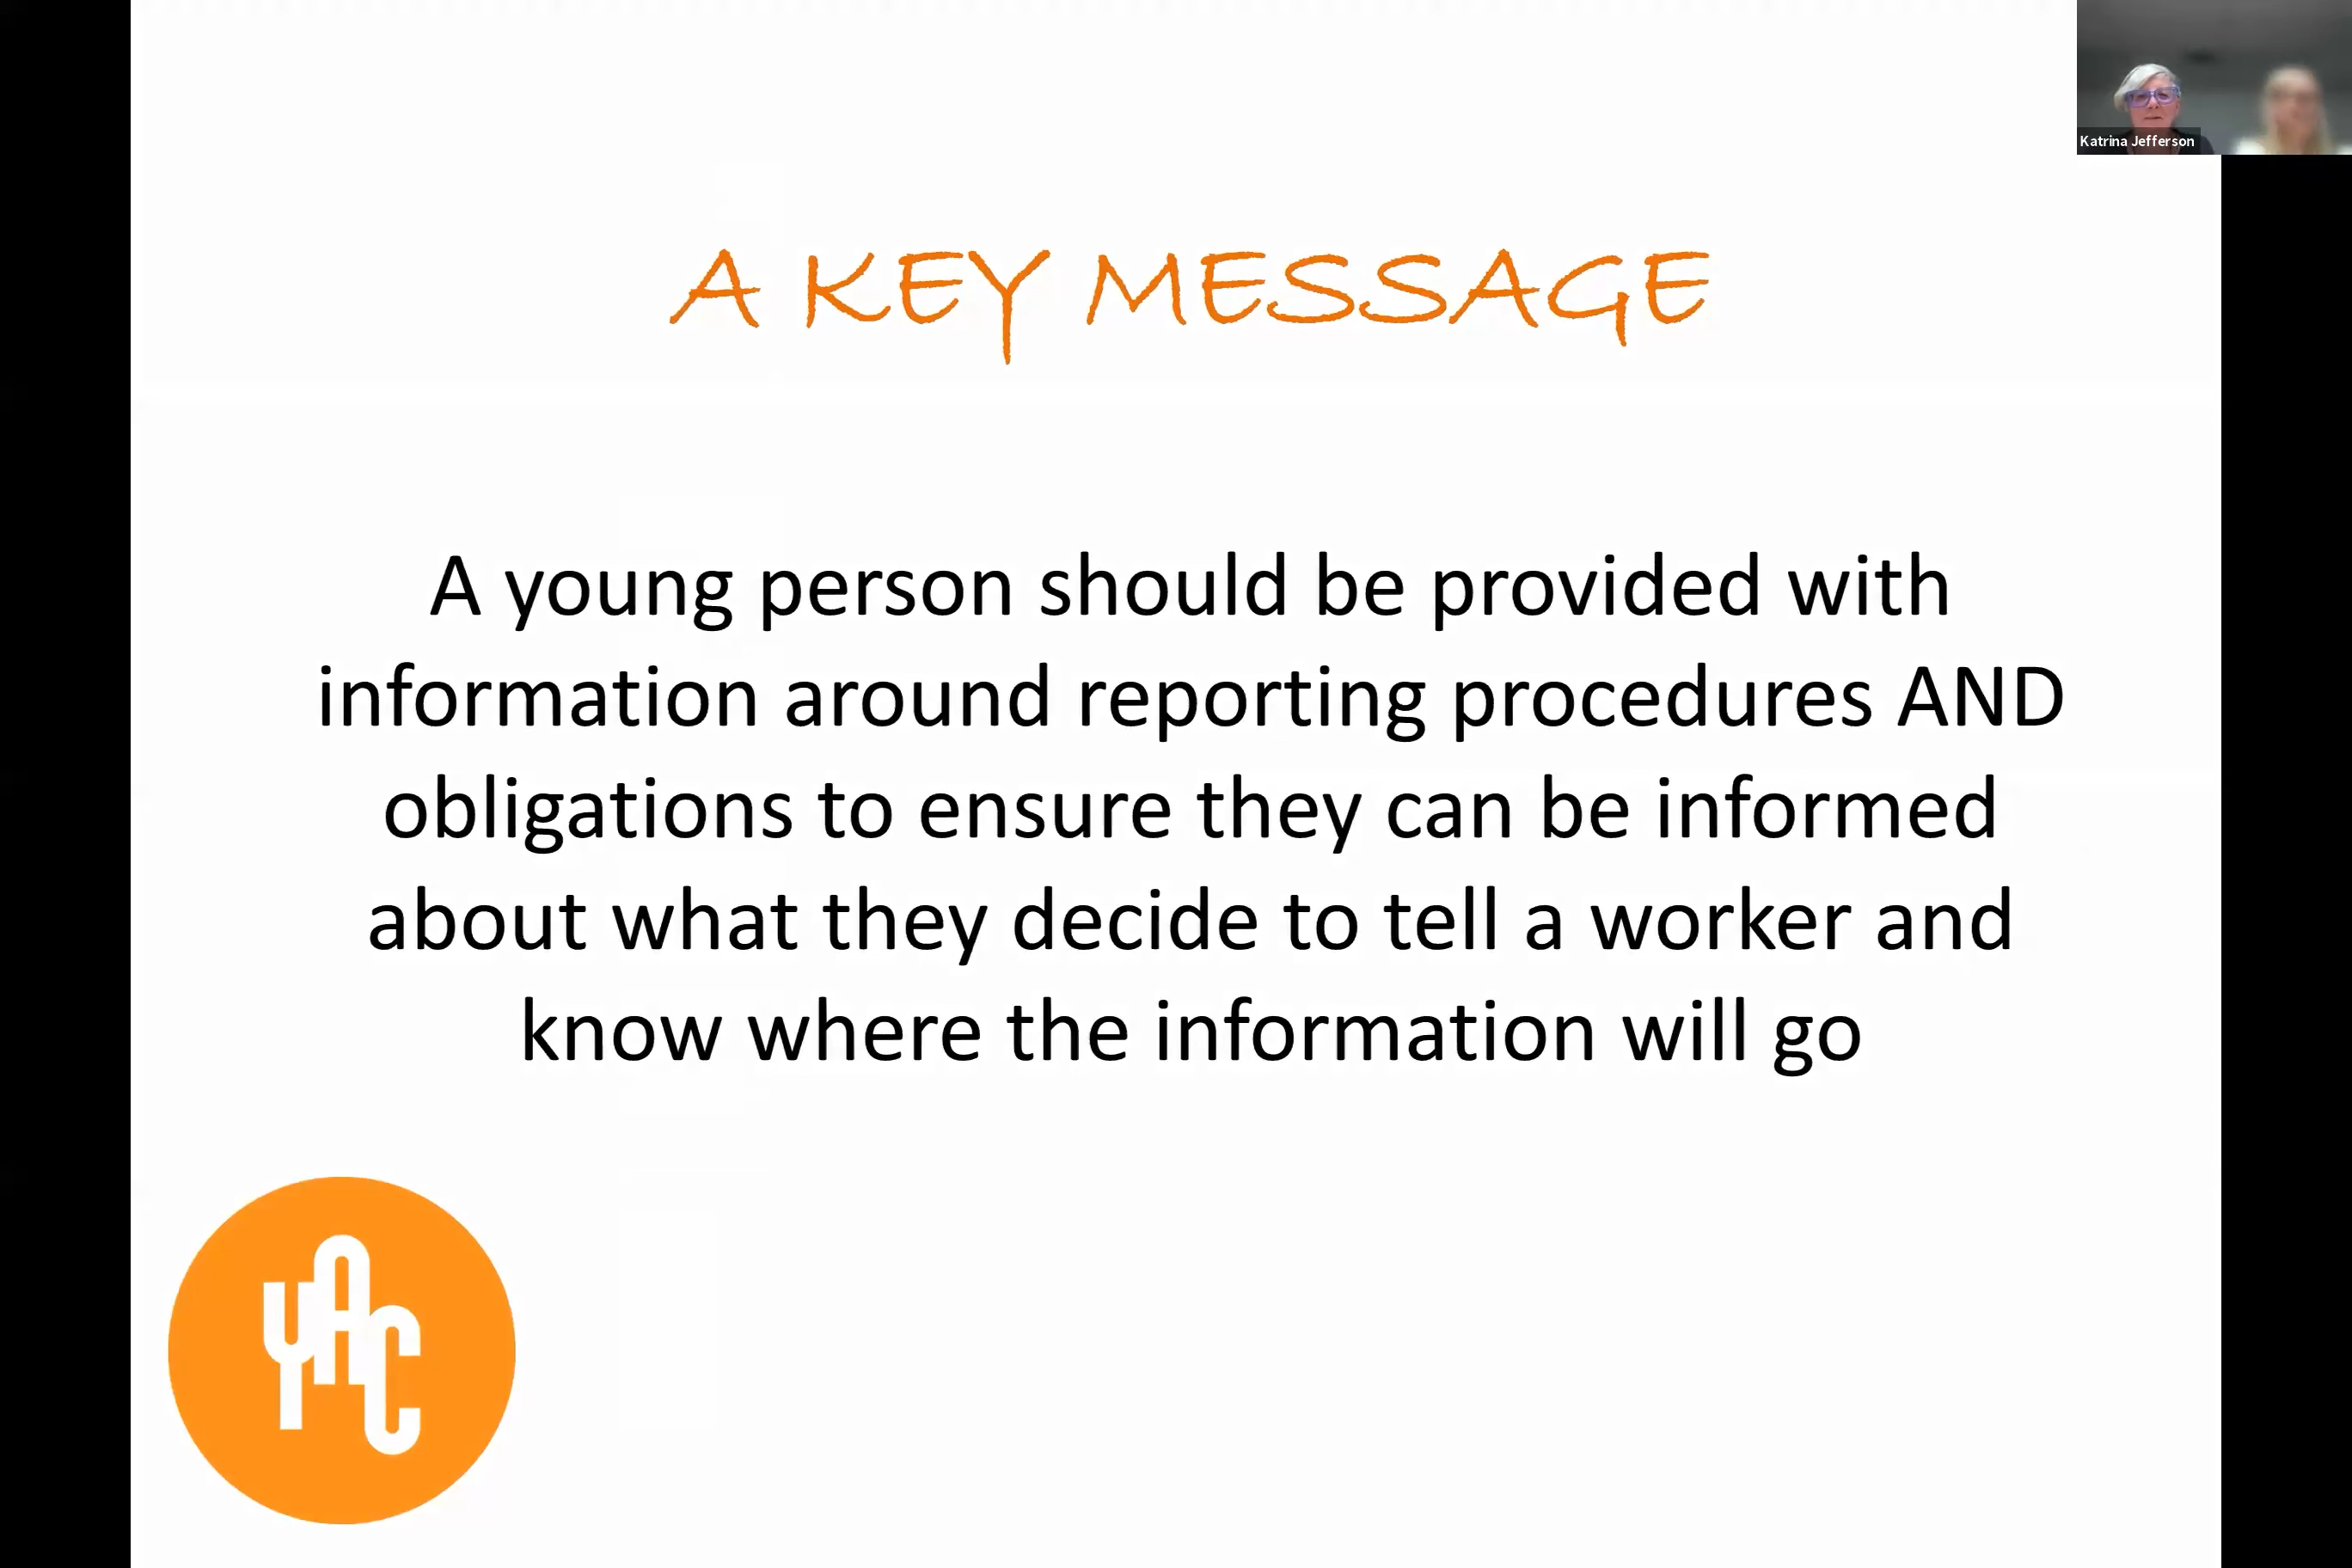 Katrina Jefferson
A KEY MESSAGE
A young person should be provided with
information around reporting procedures AND
obligations to ensure they can be informed
about what they decide to tell a worker and
know where the information will go
YAC